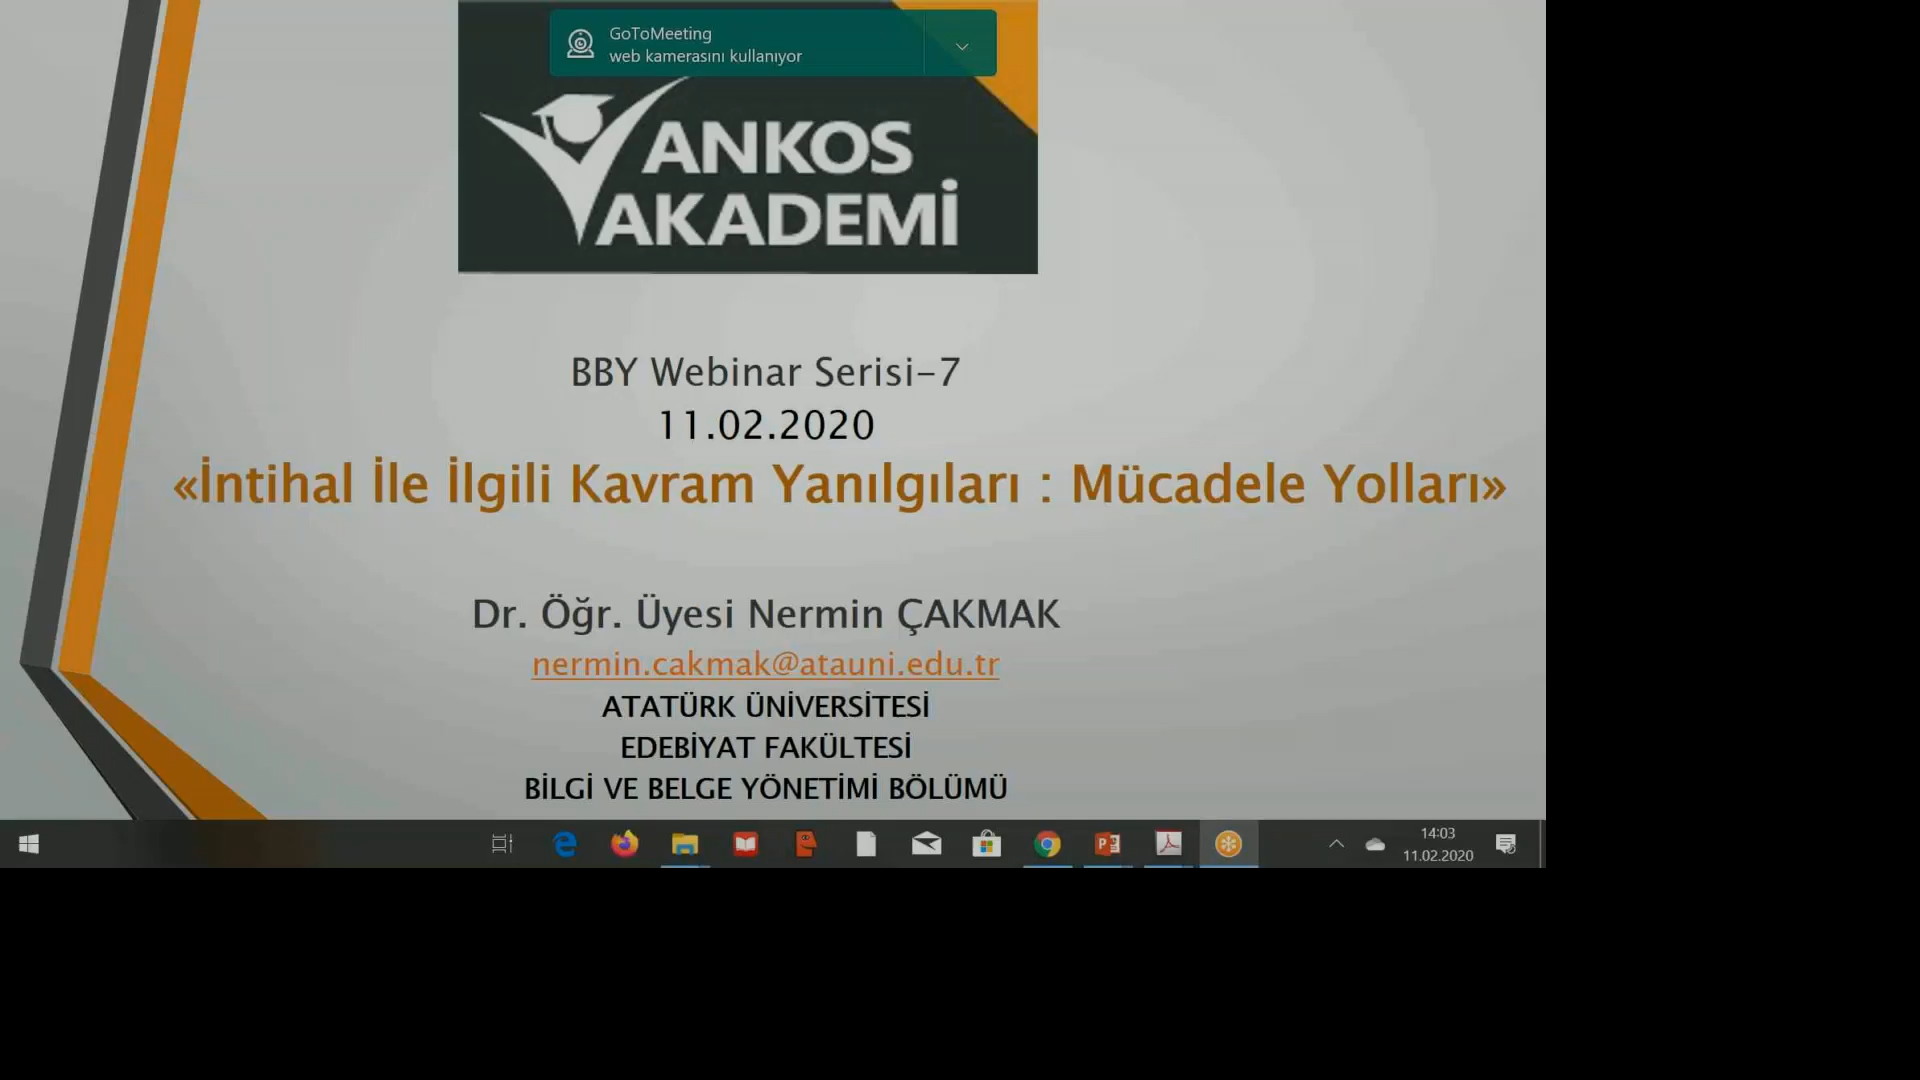 GoToMeeting
web kamerasını kullanıyor
ANKOS
AKADEMİ
BBY Webinar Serisi-7
11.02.2020
«İntihal İle İlgili Kavram Yanılgıları : Mücadele Yolları»
Dr. Öğr. Üyesi Nermin ÇAKMAK
nermin.cakmak@atauni.edu.tr
ATATÜRK ÜNİVERSİTESİ
EDEBİYAT FAKÜLTESİ
BİLGİ VE BELGE YÖNETİMİ BÖLÜMÜ
14:03
11.02.2020